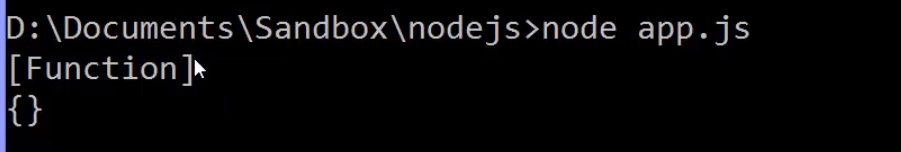 D:\Documents\Sandbox\nodejs>node app.js
[Function]
{}